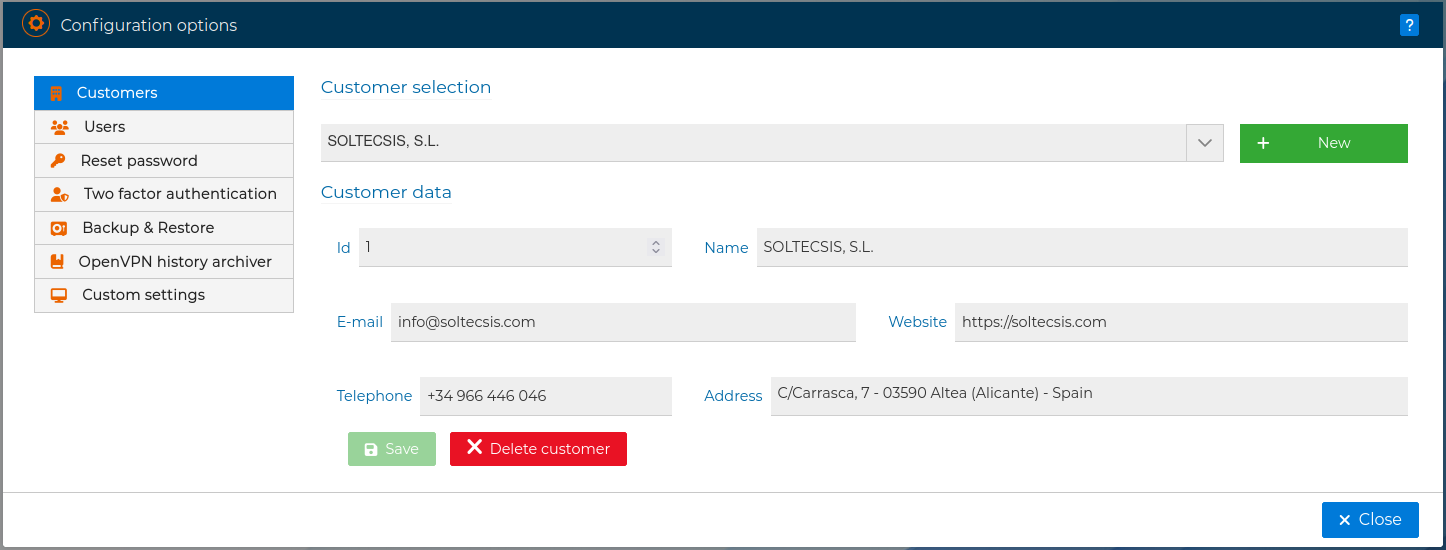 Configuration options
?
Customers
Users
Reset password
Two factor authentication
Backup & Restore
OpenVPN history archiver
Custom settings
Customer selection
SOLTECSIS, S.L.
New
Customer data
Id 1 Name SOLTECSIS, S.L.
E-mail info@soltecsis.com Website https://soltecsis.com
Telephone +34 966 446 046 Address C/Carrasca, 7 - 03590 Altea (Alicante) - Spain
Save Delete customer
Close